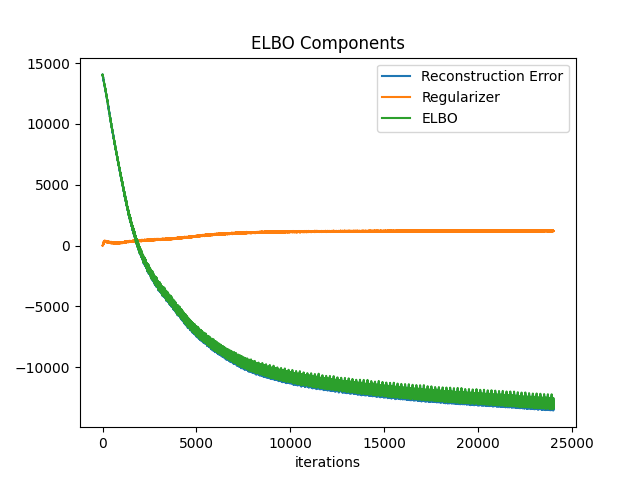 ELBO Components
15000
10000
5000
0
−5000
−10000
Reconstruction Error
Regularizer
ELBO
0 5000 10000 15000 20000 25000
iterations